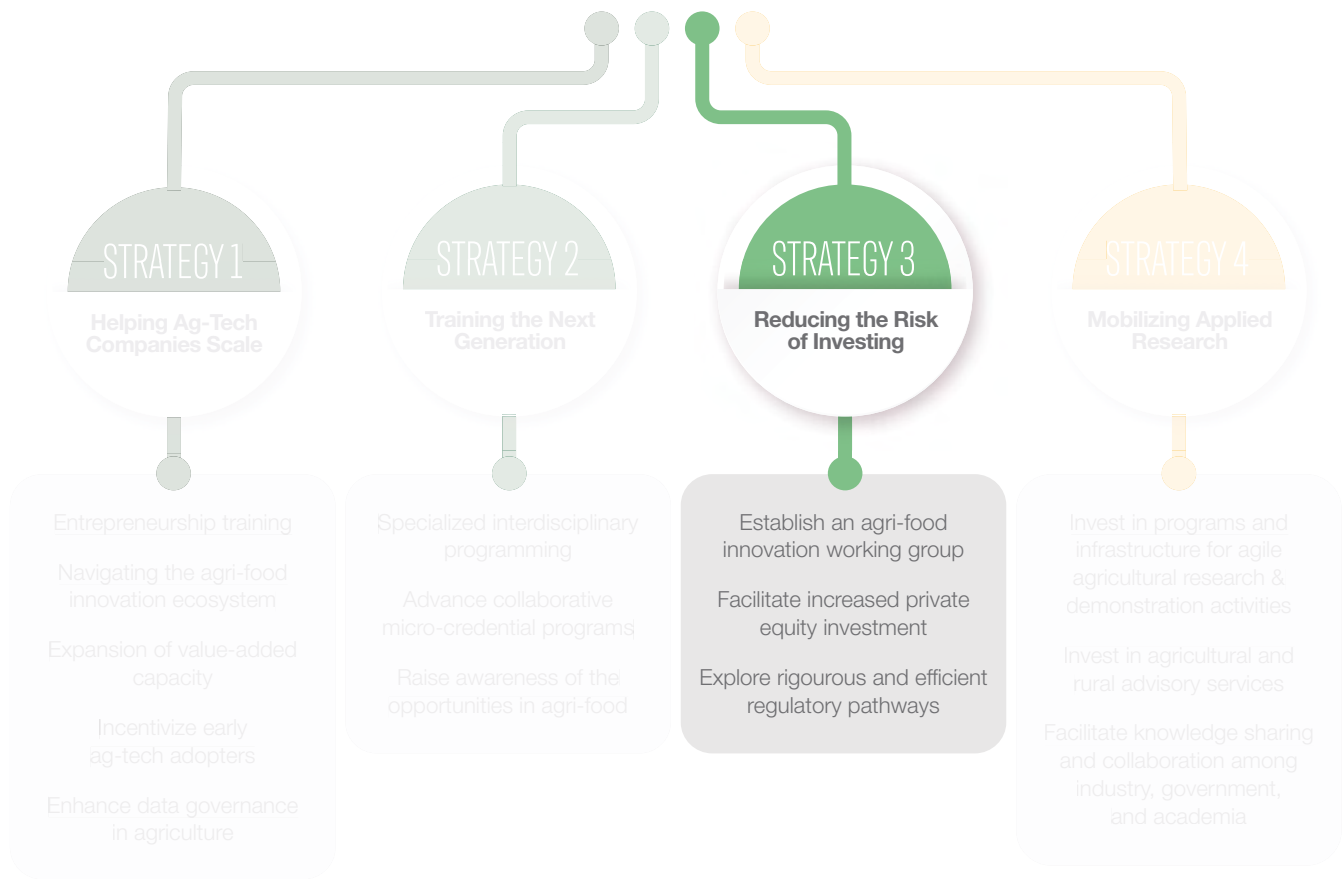 STRATEGY 1
Helping Ag-Tech
Companies Scale
Entrepreneurship training
Navigating the agri-food
innovation ecosystem
Expansion of value-added
capacity
Incentivize early
ag-tech adopters
Enhance data governance
in agriculture
STRATEGY 2
Training the Next
Generation
Specialized interdisciplinary
programming
Advance collaborative
micro-credential programs
Raise awareness of the
opportunities in agri-food
STRATEGY 3
Reducing the Risk
of Investing
Establish an agri-food
innovation working group
Facilitate increased private
equity investment
Explore rigourous and efficient
regulatory pathways
STRATEGY 4
Mobilizing Applied
Research
Invest in programs and
infrastructure for agile
agricultural research &
demonstration activities
Invest in agricultural and
rural advisory services
Facilitate knowledge sharing
and collaboration among
industry, government,
and academia